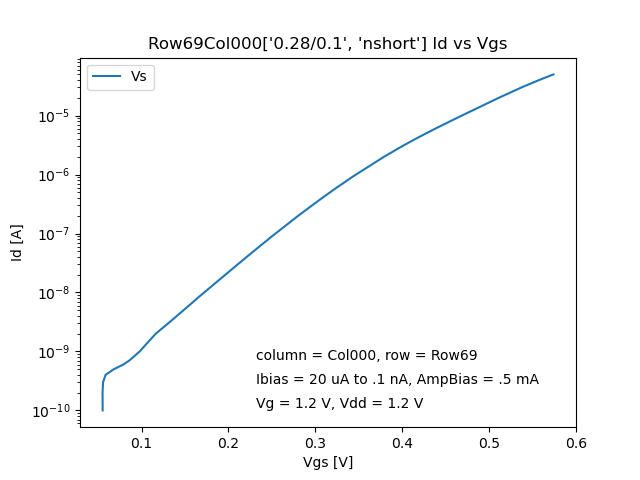 Row69Col000['0.28/0.1', 'nshort'] Id vs Vgs
Vs
10^-5
10^-6
10^-7
10^-8
10^-9
10^-10
Id [A]
column = Col000, row = Row69
Ibias = 20 uA to .1 nA, AmpBias = .5 mA
Vg = 1.2 V, Vdd = 1.2 V
0.1 0.2 0.3 0.4 0.5 0.6
Vgs [V]